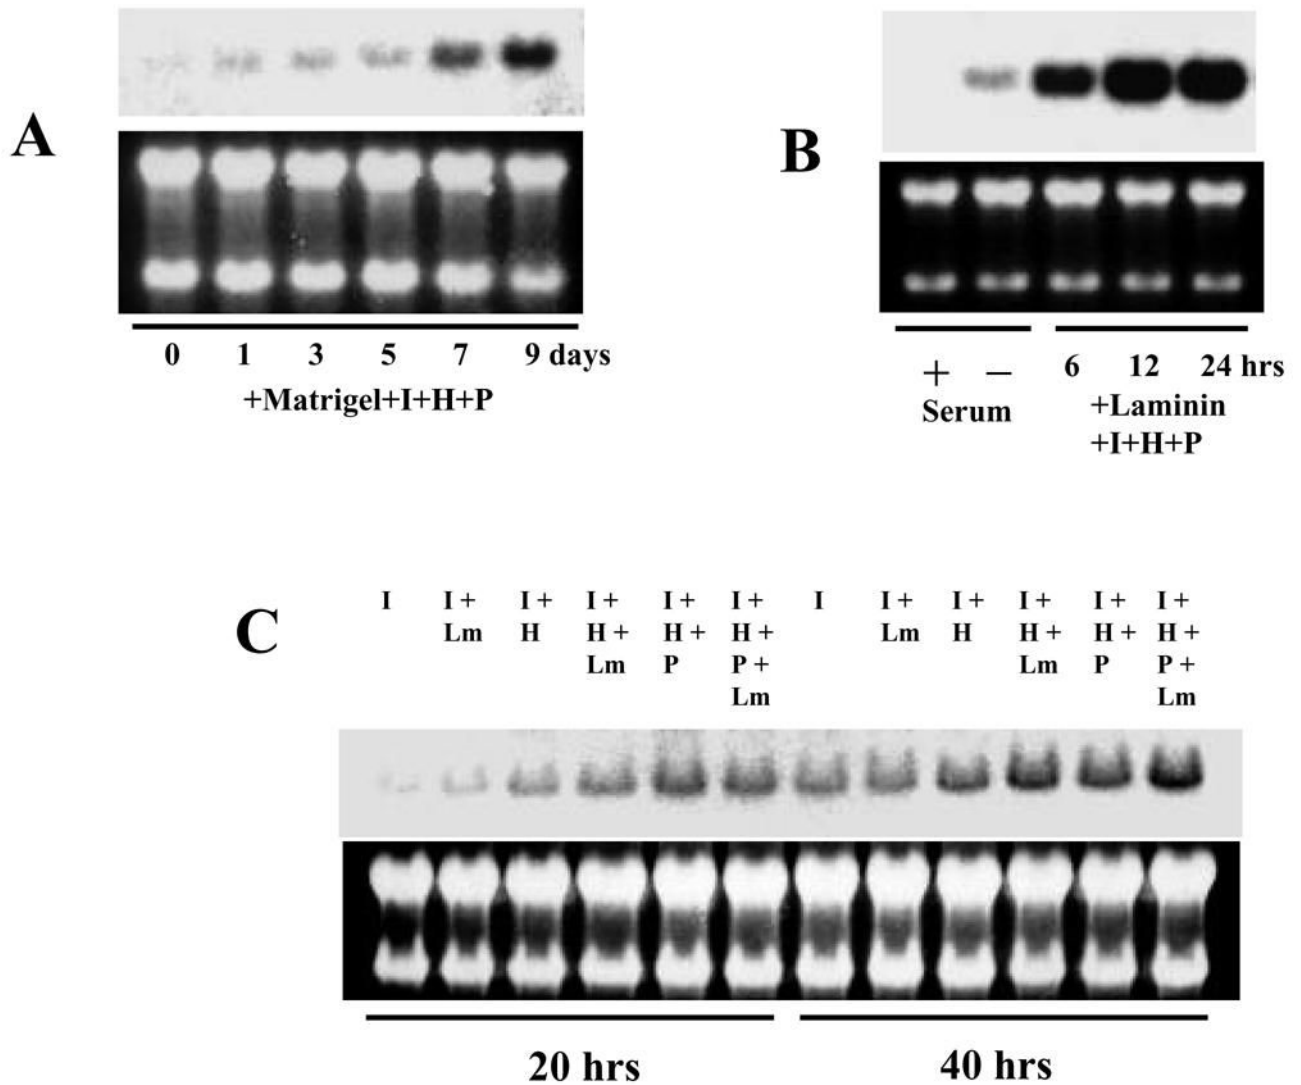 A
0 1 3 5 7 9 days
+Matrigel+I+H+P
B
+ − 6 12 24 hrs
Serum +Laminin
+I+H+P
C
I I + I + I + I + I + I I + I + I + I + I +
Lm H H + H + H + Lm H H + H + H +
Lm P P + Lm P P +
Lm Lm
20 hrs 40 hrs